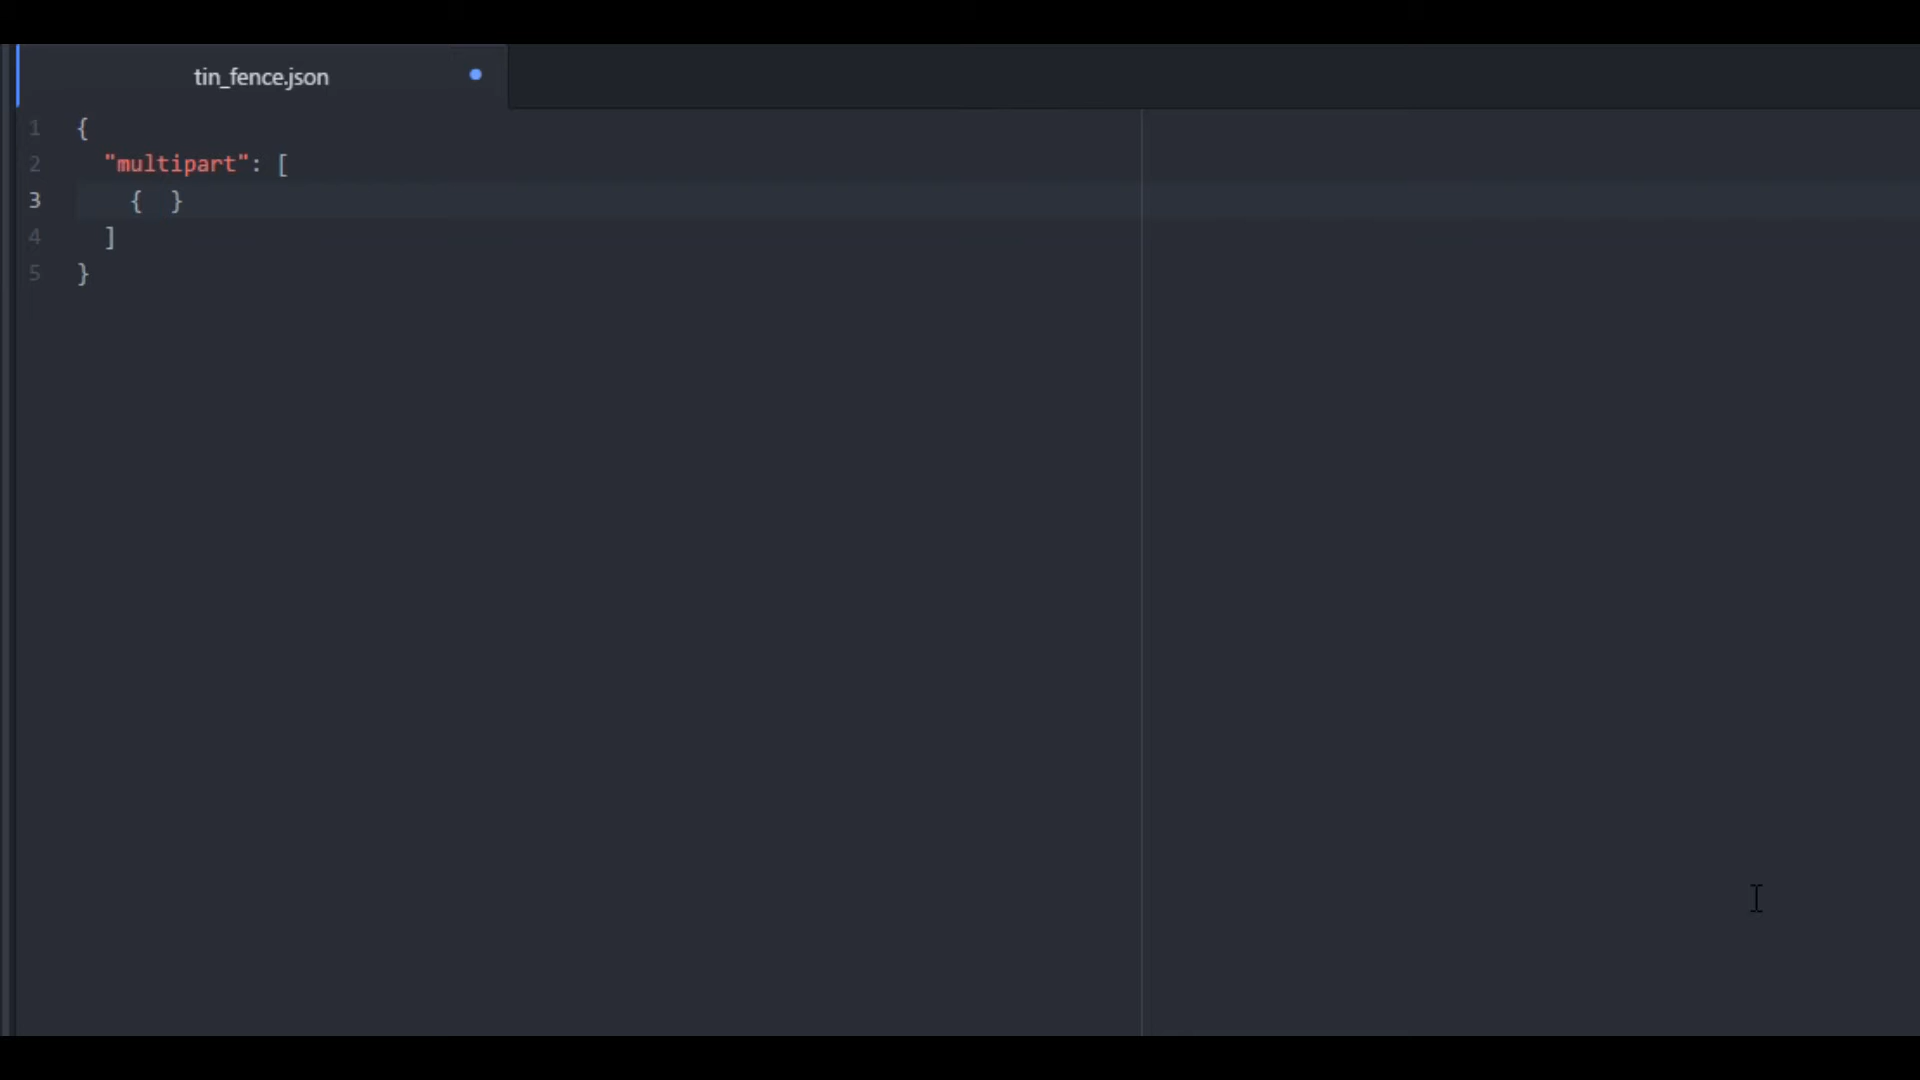 tin_fence.json
1 {
2 "multipart": [
3 { }
4 ]
5 }